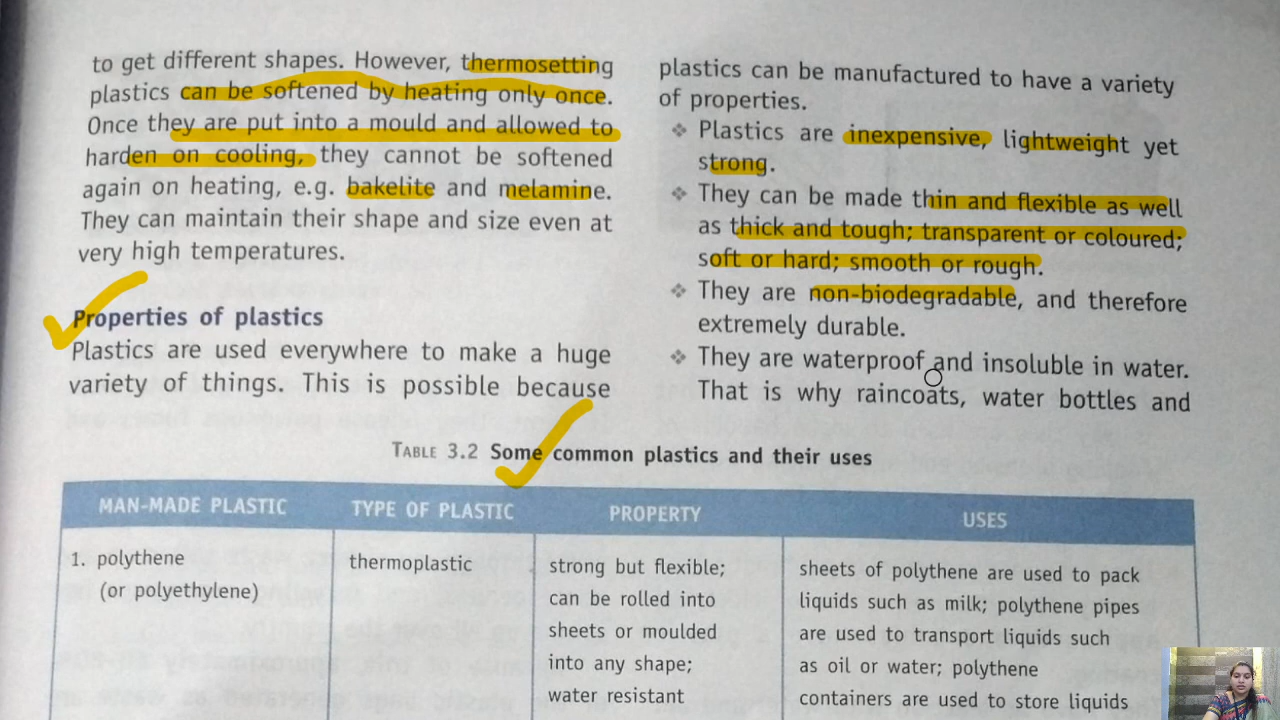 to get different shapes. However, thermosetting
plastics can be softened by heating only once.
Once they are put into a mould and allowed to
harden on cooling, they cannot be softened
again on heating, e.g. bakelite and melamine.
They can maintain their shape and size even at
very high temperatures.
Properties of plastics
Plastics are used everywhere to make a huge
variety of things. This is possible because
plastics can be manufactured to have a variety
of properties.
❖ Plastics are inexpensive, lightweight yet
strong.
❖ They can be made thin and flexible as well
as thick and tough; transparent or coloured;
soft or hard; smooth or rough.
❖ They are non-biodegradable, and therefore
extremely durable.
❖ They are waterproof and insoluble in water.
That is why raincoats, water bottles and
TABLE 3.2 Some common plastics and their uses
MAN-MADE PLASTIC TYPE OF PLASTIC PROPERTY USES
1. polythene
(or polyethylene)
thermoplastic
strong but flexible;
can be rolled into
sheets or moulded
into any shape;
water resistant
sheets of polythene are used to pack
liquids such as milk; polythene pipes
are used to transport liquids such
as oil or water; polythene
containers are used to store liquids